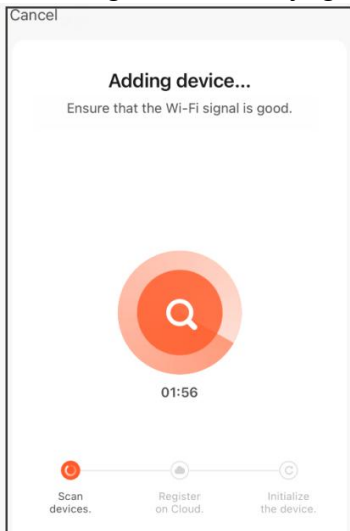 Cancel
Adding device...
Ensure that the Wi-Fi signal is good.
01:56
Scan
devices.
Register
on Cloud.
Initialize
the device.